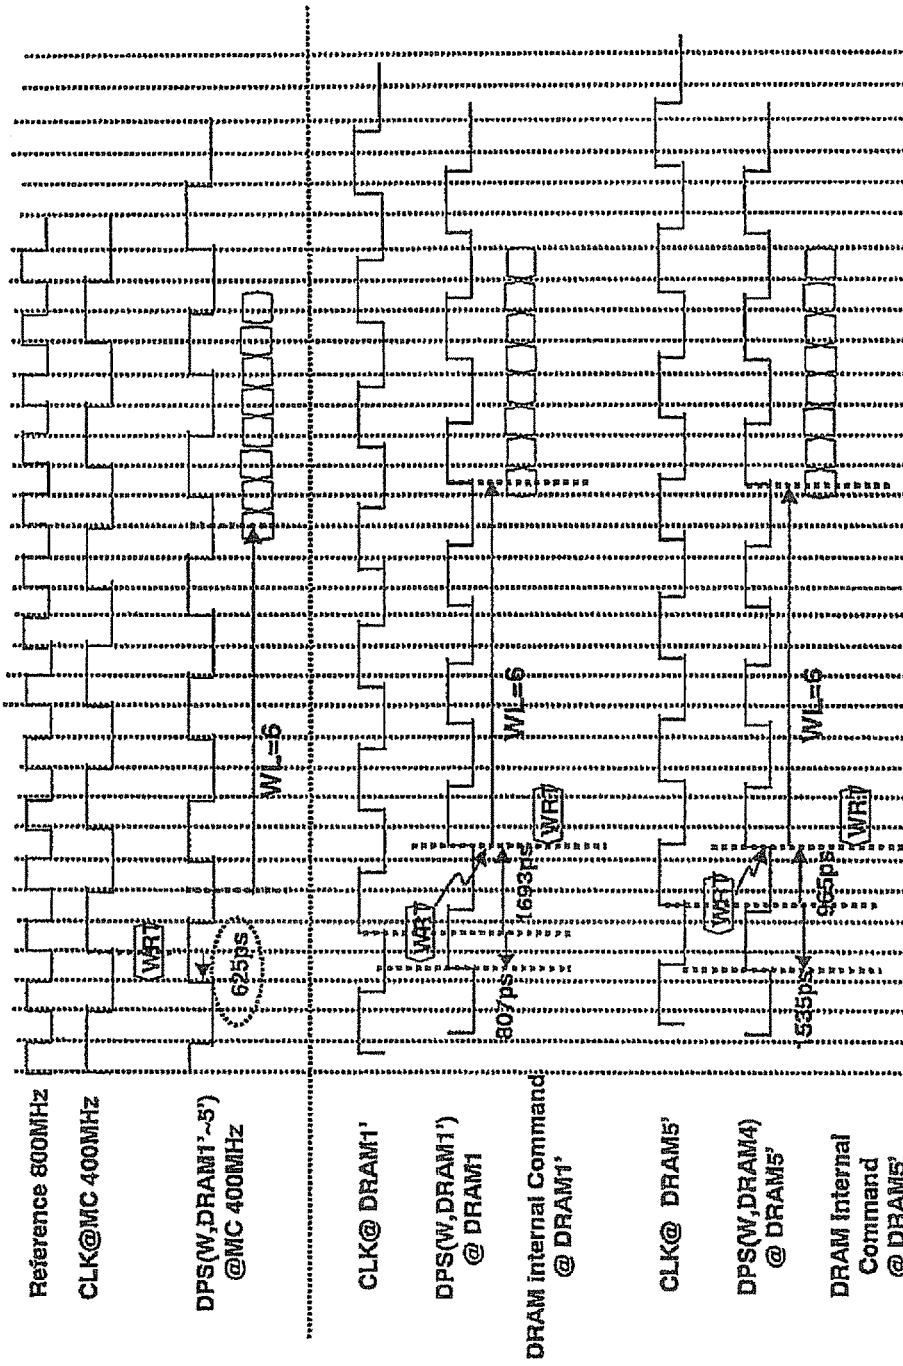 Reference 800MHz
CLK@MC 400MHz
DPS(W,DRAM1'~5')
@MC 400MHz
WRT
625ps
WL=6
CLK@ DRAM1'
DPS(W,DRAM1')
@ DRAM1
DRAM internal Command
@ DRAM1'
WRT
807ps
1693ps
WRT
WL=6
CLK@ DRAM5'
DPS(W,DRAM4)
@ DRAM5'
DRAM Internal
Command
@ DRAM5'
WRT
1535ps
965ps
WRT
WL=6